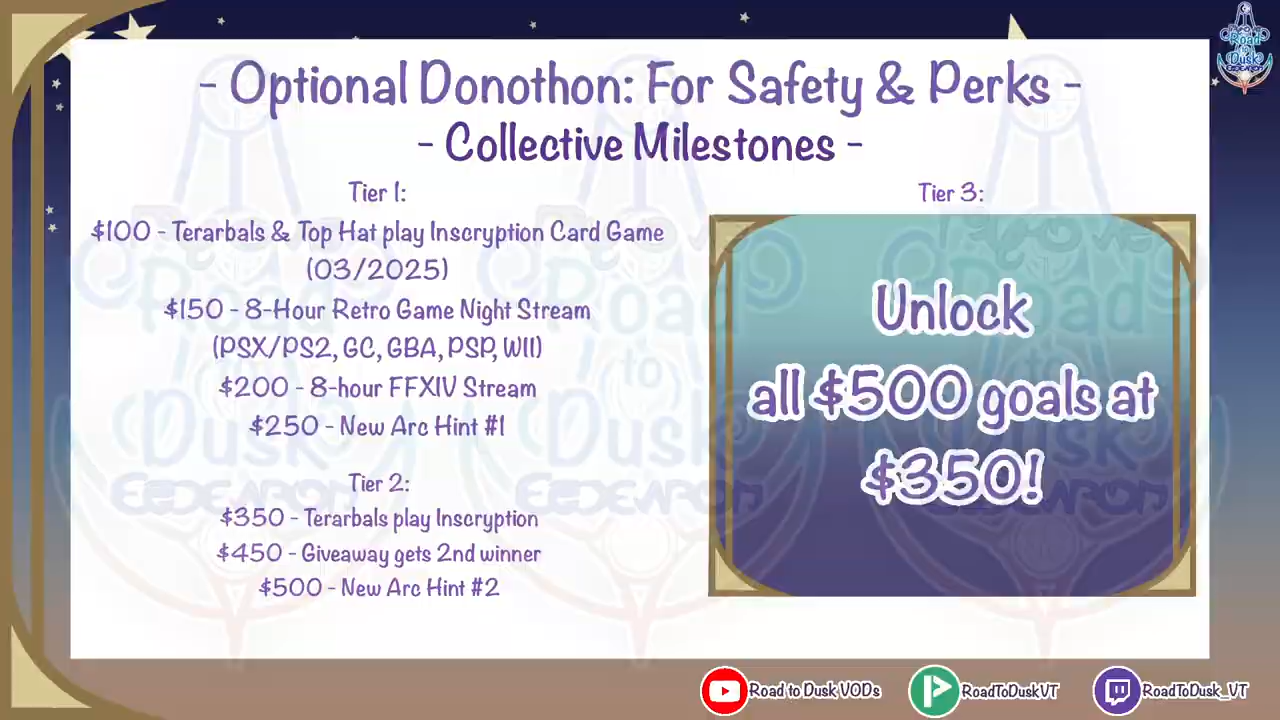 - Optional Donothon: For Safety & Perks -
- Collective Milestones -
Tier 1:
$100 - Terarbals & Top Hat play Inscryption Card Game
(03/2025)
$150 - 8-Hour Retro Game Night Stream
(PSX/PS2, GC, GBA, PSP, WII)
$200 - 8-hour FFXIV Stream
$250 - New Arc Hint #1
Tier 2:
$350 - Terarbals play Inscryption
$450 - Giveaway gets 2nd winner
$500 - New Arc Hint #2
Tier 3:
Unlock
all $500 goals at
$350!
Road
to
Dusk
Road to Dusk VODs
RoadToDuskVT
RoadToDusk_VT